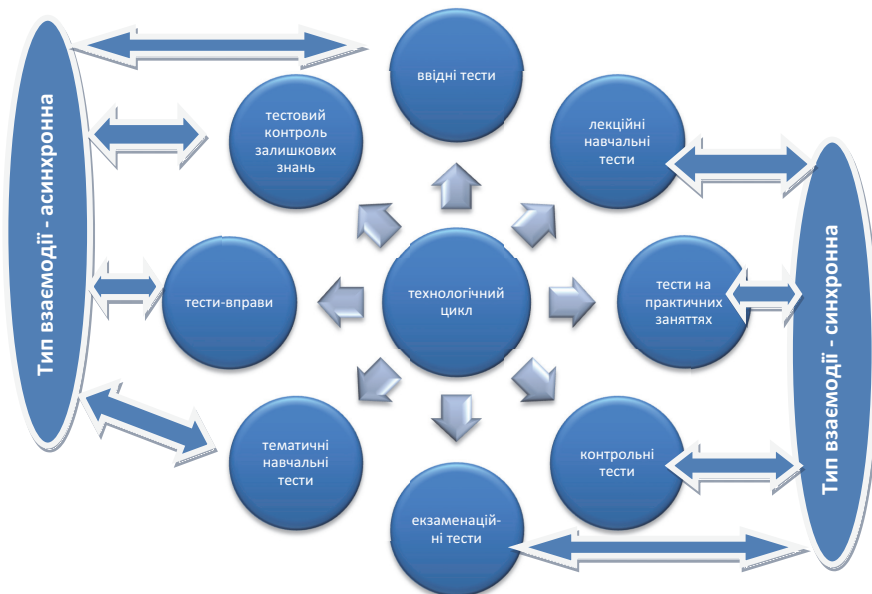 Тип взаємодії - асинхронна
ввідні тести
тестовий
контроль
залишкових
знань
лекційні
навчальні
тести
тести-вправи
технологічний
цикл
тести на
практичних
заняттях
тематичні
навчальні
тести
контрольні
тести
екзаменацій-
ні тести
Тип взаємодії - синхронна